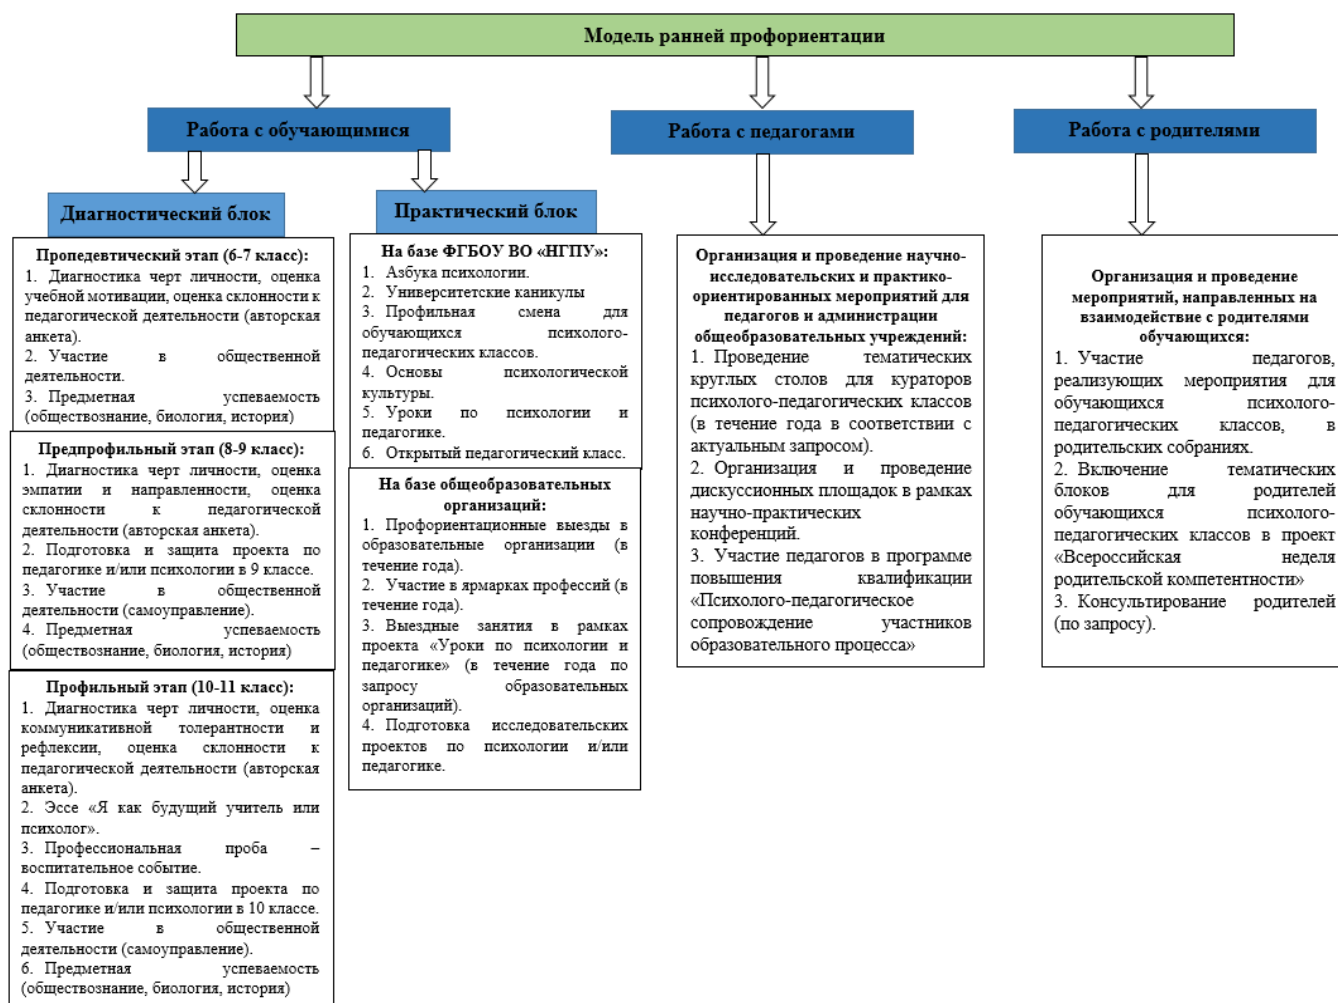 Модель ранней профориентации
Работа с обучающимися
Работа с педагогами
Работа с родителями
Диагностический блок
Практический блок
Пропедевтический этап (6-7 класс):
1. Диагностика черт личности, оценка
учебной мотивации, оценка склонности к
педагогической деятельности (авторская
анкета).
2. Участие в общественной
деятельности.
3. Предметная успеваемость
(обществознание, биология, история)
Предпрофильный этап (8-9 класс):
1. Диагностика черт личности, оценка
эмпатии и направленности, оценка
склонности к педагогической
деятельности (авторская анкета).
2. Подготовка и защита проекта по
педагогике и/или психологии в 9 классе.
3. Участие в общественной
деятельности (самоуправление).
4. Предметная успеваемость
(обществознание, биология, история)
Профильный этап (10-11 класс):
1. Диагностика черт личности, оценка
коммуникативной толерантности и
рефлексии, оценка склонности к
педагогической деятельности (авторская
анкета).
2. Эссе «Я как будущий учитель или
психолог».
3. Профессиональная проба –
воспитательное событие.
4. Подготовка и защита проекта по
педагогике и/или психологии в 10 классе.
5. Участие в общественной
деятельности (самоуправление).
6. Предметная успеваемость
(обществознание, биология, история)
На базе ФГБОУ ВО «НГПУ»:
1. Азбука психологии.
2. Университетские каникулы
3. Профильная смена для
обучающихся психолого-
педагогических классов.
4. Основы психологической
культуры.
5. Уроки по психологии и
педагогике.
6. Открытый педагогический класс.
На базе общеобразовательных
организаций:
1. Профориентационные выезды в
образовательные организации (в
течение года).
2. Участие в ярмарках профессий (в
течение года).
3. Выездные занятия в рамках
проекта «Уроки по психологии и
педагогике» (в течение года по
запросу образовательных
организаций).
4. Подготовка исследовательских
проектов по психологии и/или
педагогике.
Организация и проведение научно-
исследовательских и практико-
ориентированных мероприятий для
педагогов и администрации
общеобразовательных учреждений:
1. Проведение тематических
круглых столов для кураторов
психолого-педагогических классов
(в течение года в соответствии с
актуальным запросом).
2. Организация и проведение
дискуссионных площадок в рамках
научно-практических
конференций.
3. Участие педагогов в программе
повышения квалификации
«Психолого-педагогическое
сопровождение участников
образовательного процесса»
Организация и проведение
мероприятий, направленных на
взаимодействие с родителями
обучающихся:
1. Участие педагогов,
реализующих мероприятия для
обучающихся психолого-
педагогических классов, в
родительских собраниях.
2. Включение тематических
блоков для родителей
обучающихся психолого-
педагогических классов в проект
«Всероссийская неделя
родительской компетентности»
3. Консультирование родителей
(по запросу).